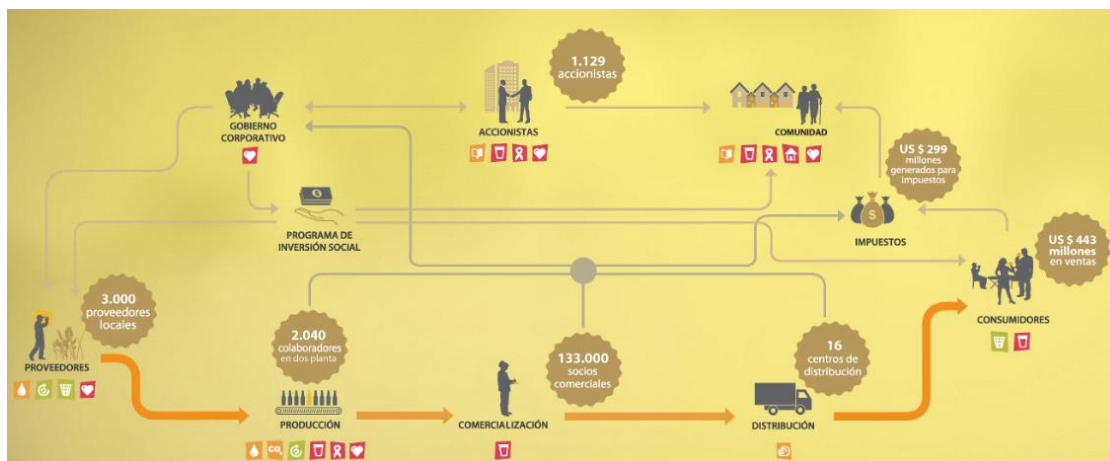 1.129
accionistas
GOBIERNO
CORPORATIVO
ACCIONISTAS
COMUNIDAD
US $ 299
millones
generados para
impuestos
PROGRAMA DE
INVERSIÓN SOCIAL
IMPUESTOS
US $ 443
millones
en ventas
3.000
proveedores
locales
CONSUMIDORES
2.040
colaboradores
en dos planta
133.000
socios
comerciales
16
centros de
distribución
PROVEEDORES
PRODUCCIÓN
COMERCIALIZACIÓN
DISTRIBUCIÓN
CO₂